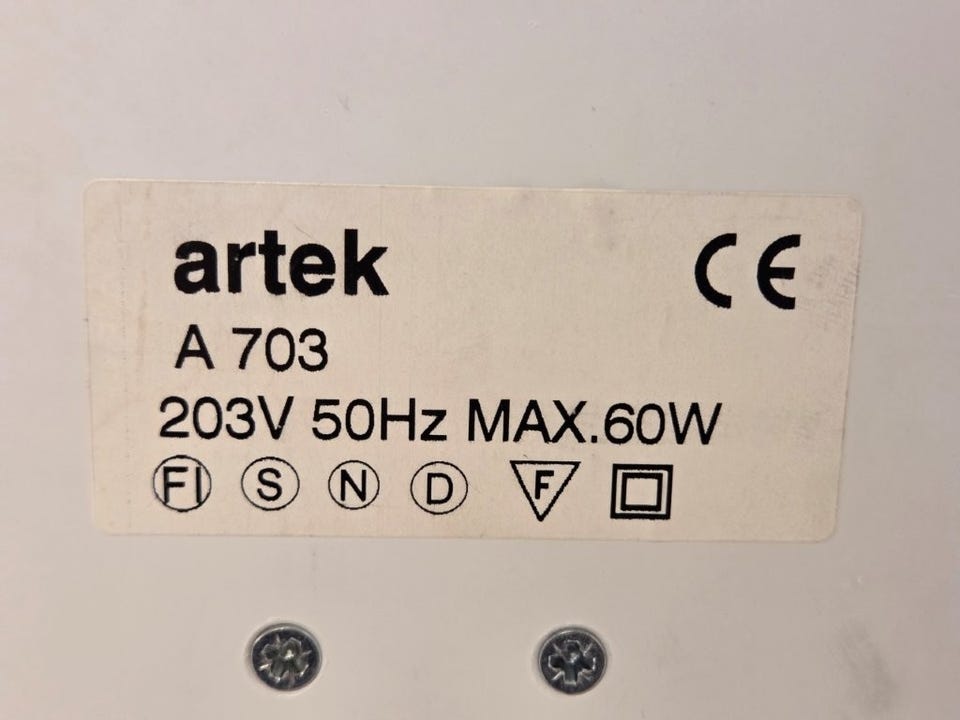 artek CE
A 703
203V 50Hz MAX.60W
FI S N D F